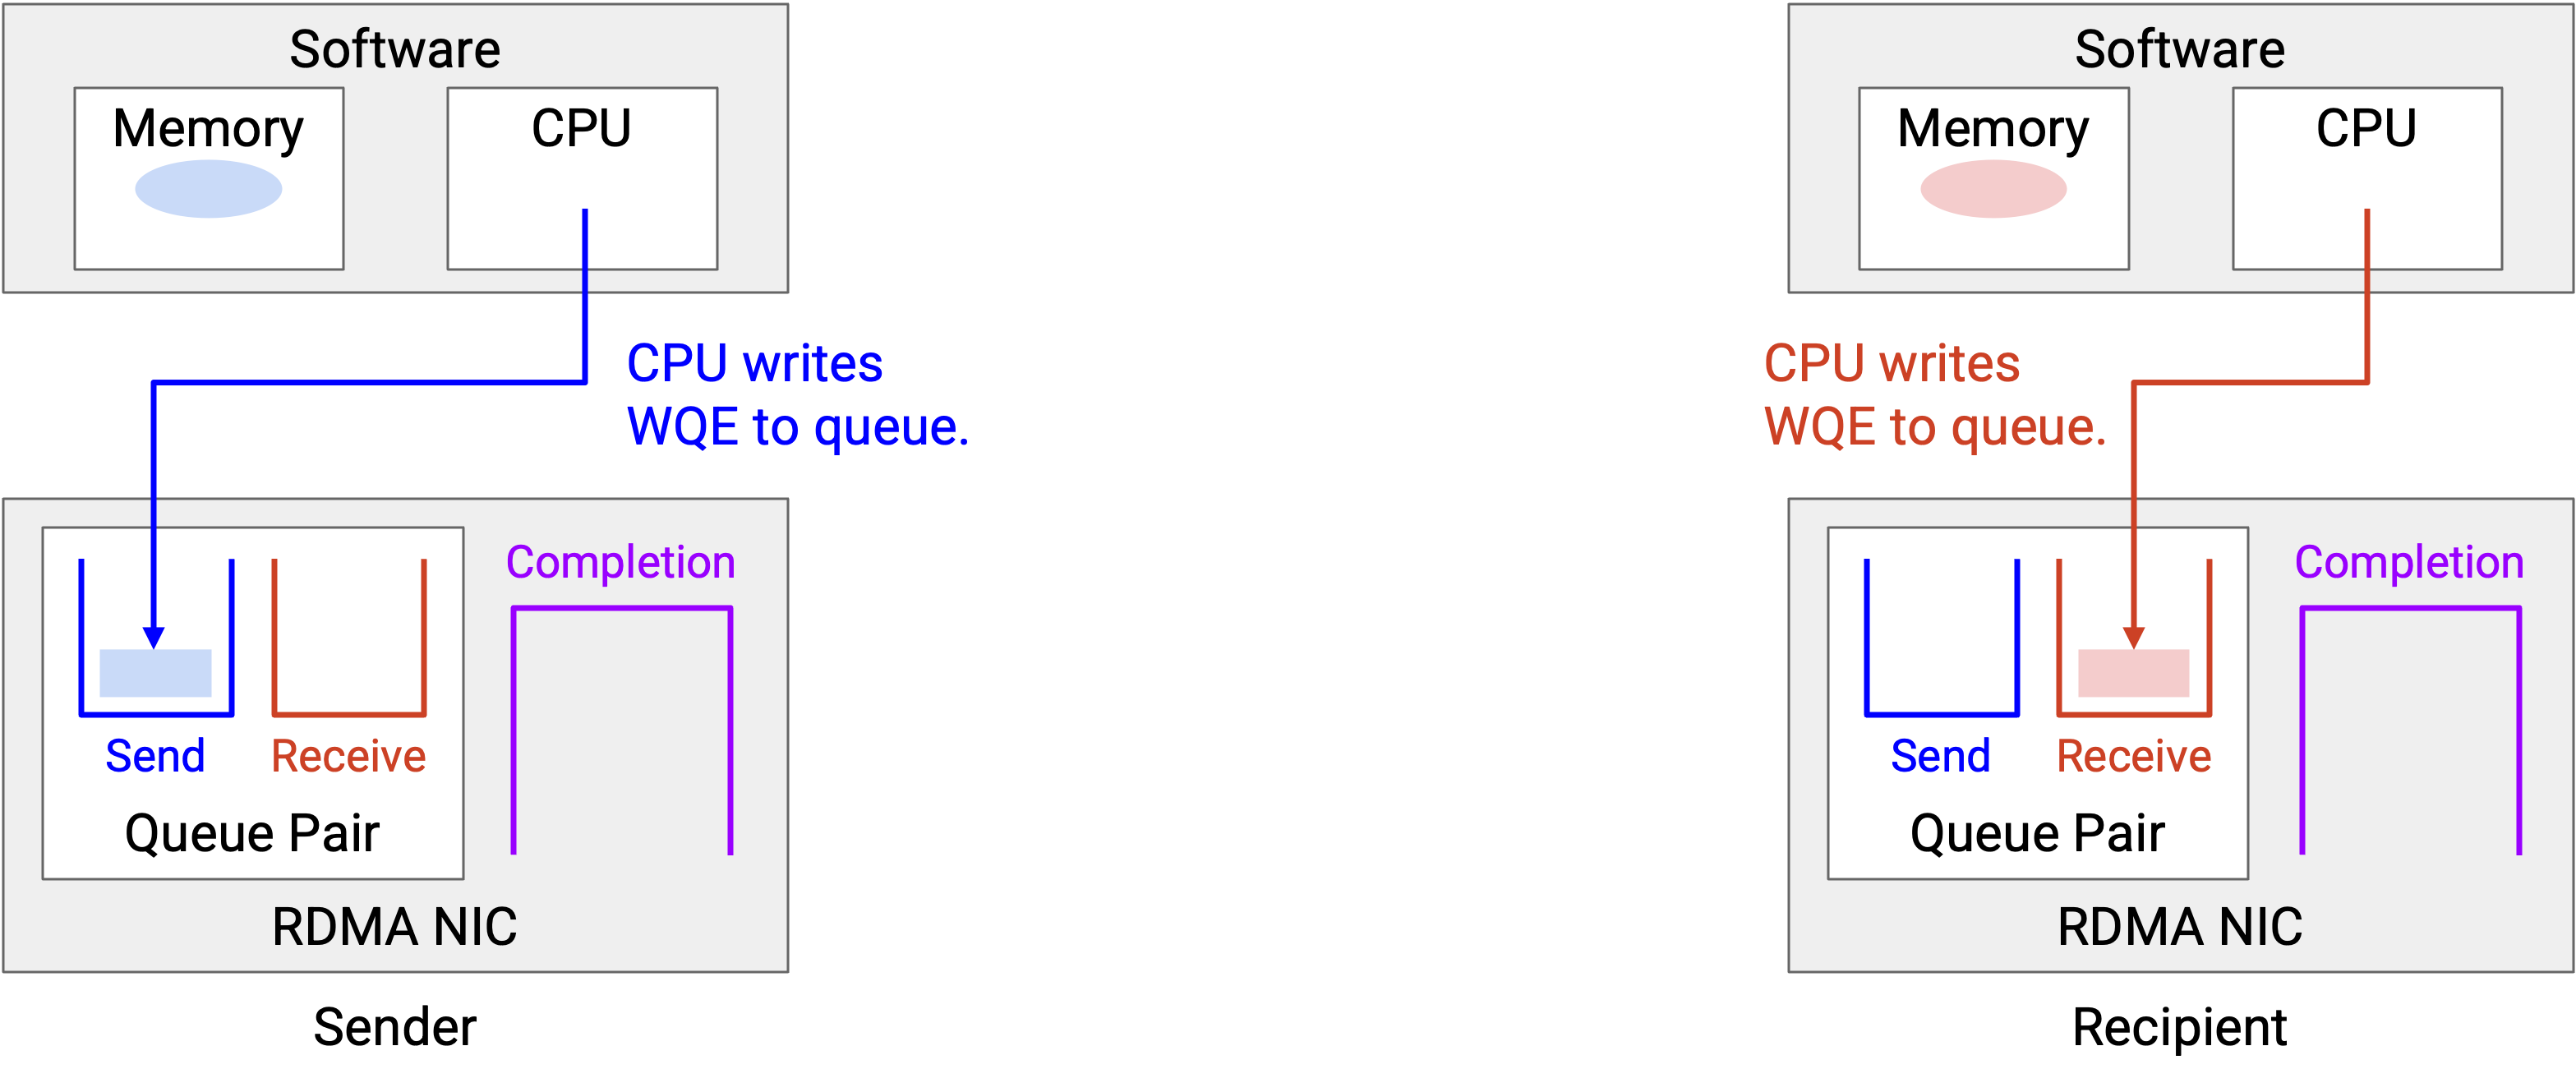 Software
Memory
CPU
CPU writes
WQE to queue.
Completion
Send
Receive
Queue Pair
RDMA NIC
Sender
Software
Memory
CPU
CPU writes
WQE to queue.
Completion
Send
Receive
Queue Pair
RDMA NIC
Recipient